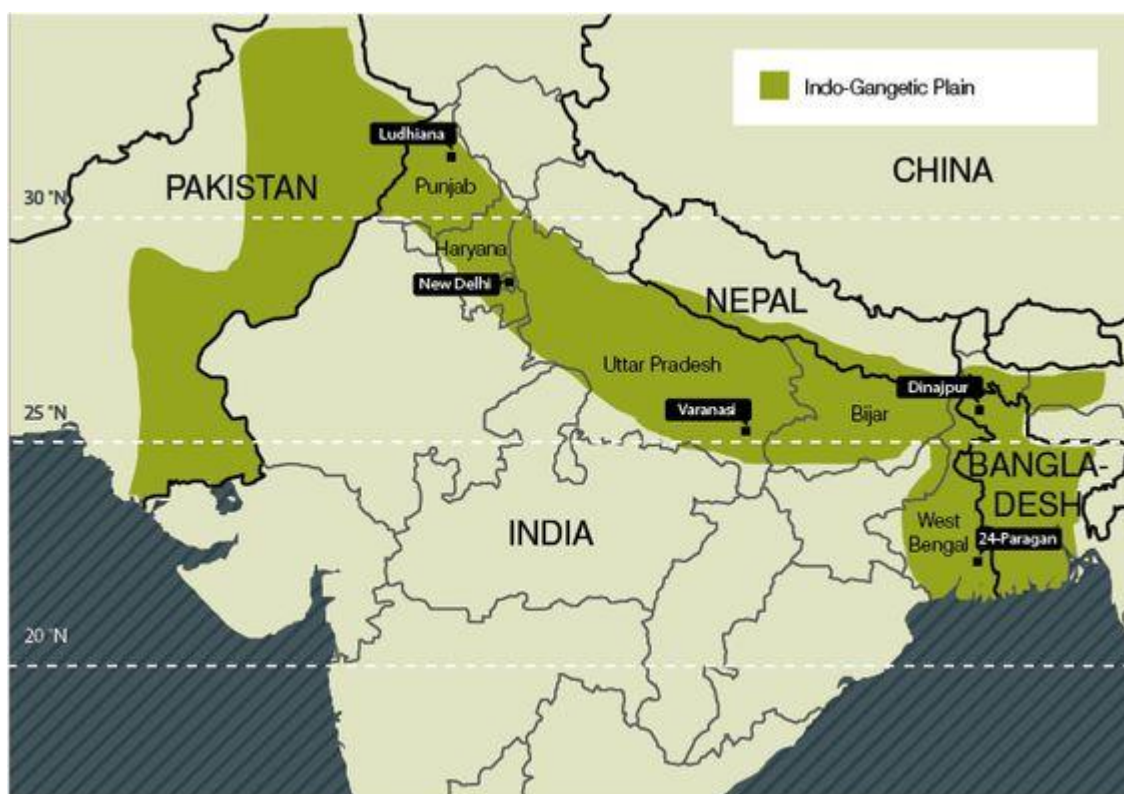 Indo-Gangetic Plain
Ludhiana
CHINA
PAKISTAN
Punjab
30 °N
Haryana
New Delhi
NEPAL
Uttar Pradesh
Dinajpur
25 °N
Varanasi
Bijar
BANGLA-
DESH
West
Bengal
INDIA
24-Paragan
20 °N